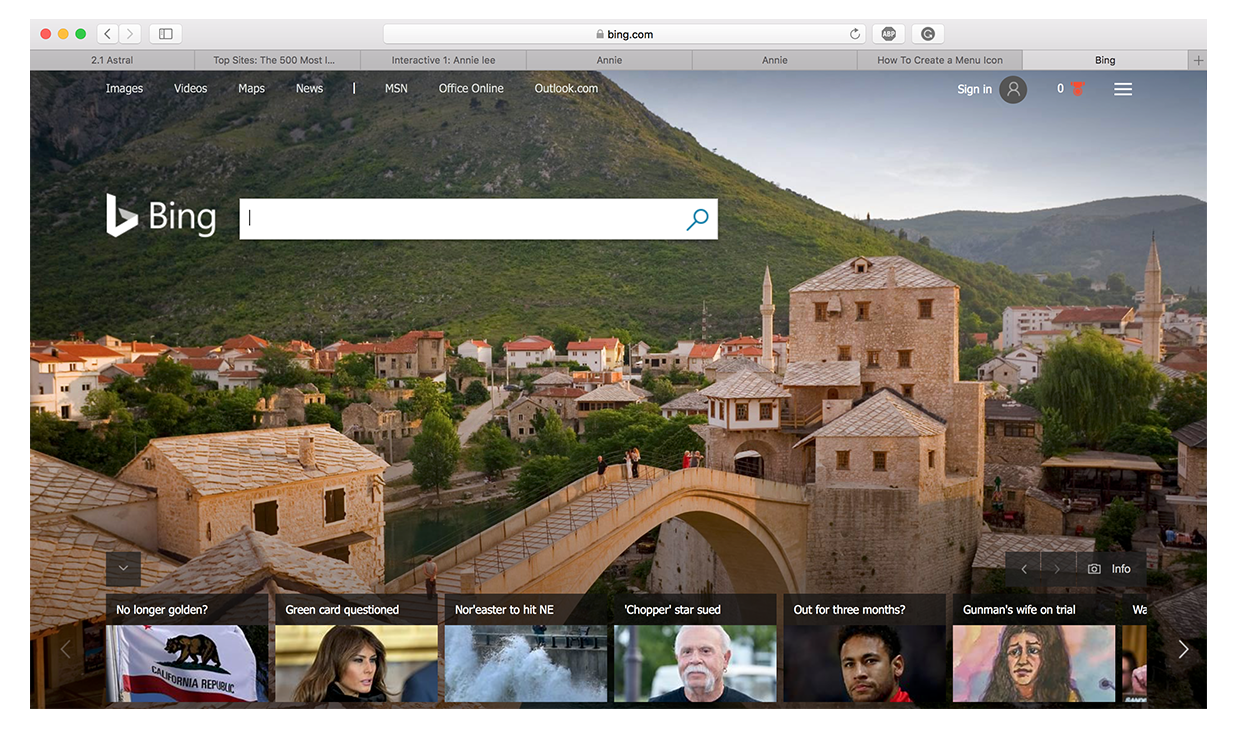 bing.com
ABP
2.1 Astral
Top Sites: The 500 Most I...
Interactive 1: Annie lee
Annie
Annie
How To Create a Menu Icon
Bing
Images Videos Maps News | MSN Office Online Outlook.com
Sign in
0
Bing
Info
No longer golden?
Green card questioned
Nor'easter to hit NE
'Chopper' star sued
Out for three months?
Gunman's wife on trial
Wa
CALIFORNIA REPUBLIC